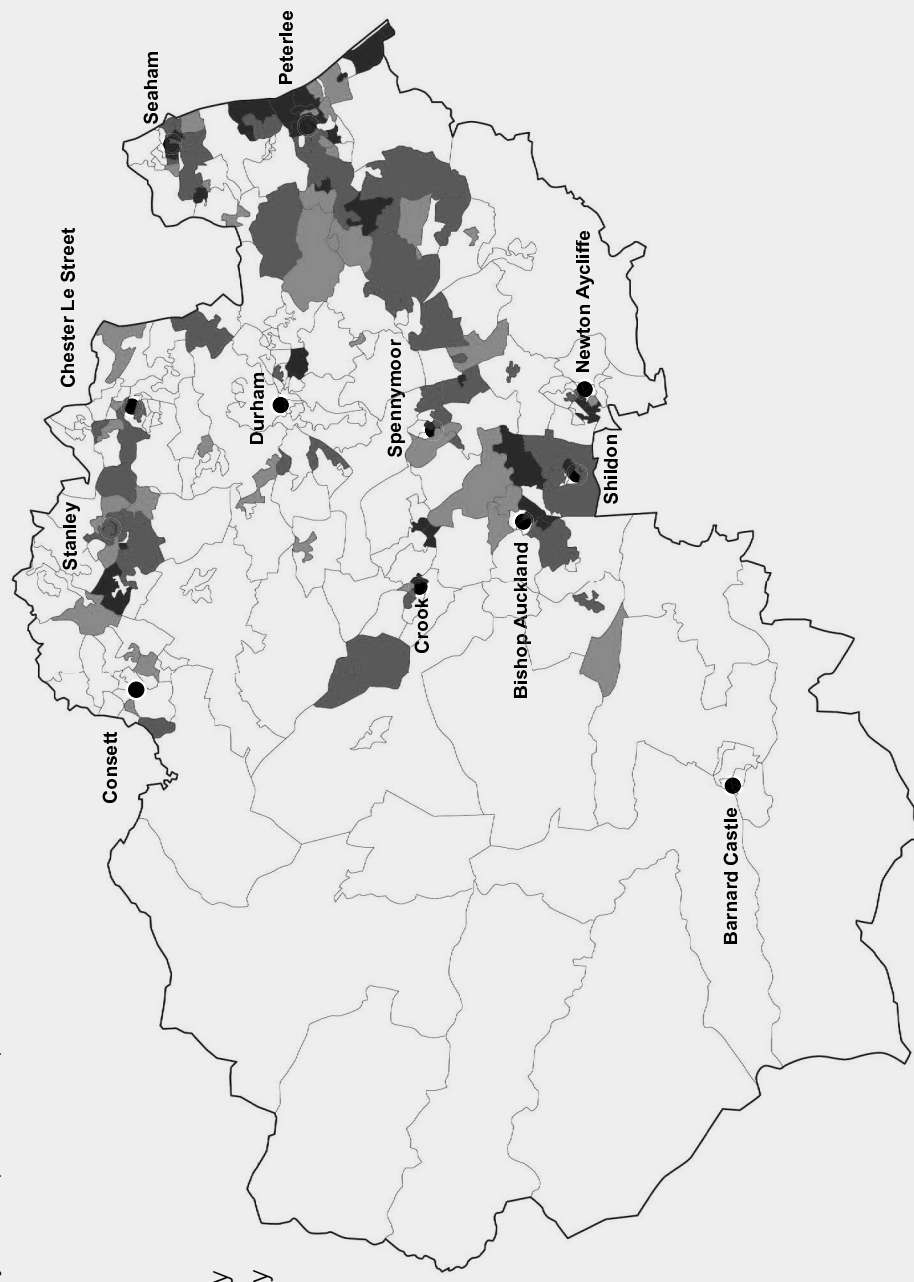 Seaham
Peterlee
Chester Le Street
Stanley
Durham
Consett
Spennymoor
Newton Aycliffe
Crook
Shildon
Bishop Auckland
Barnard Castle
y
y